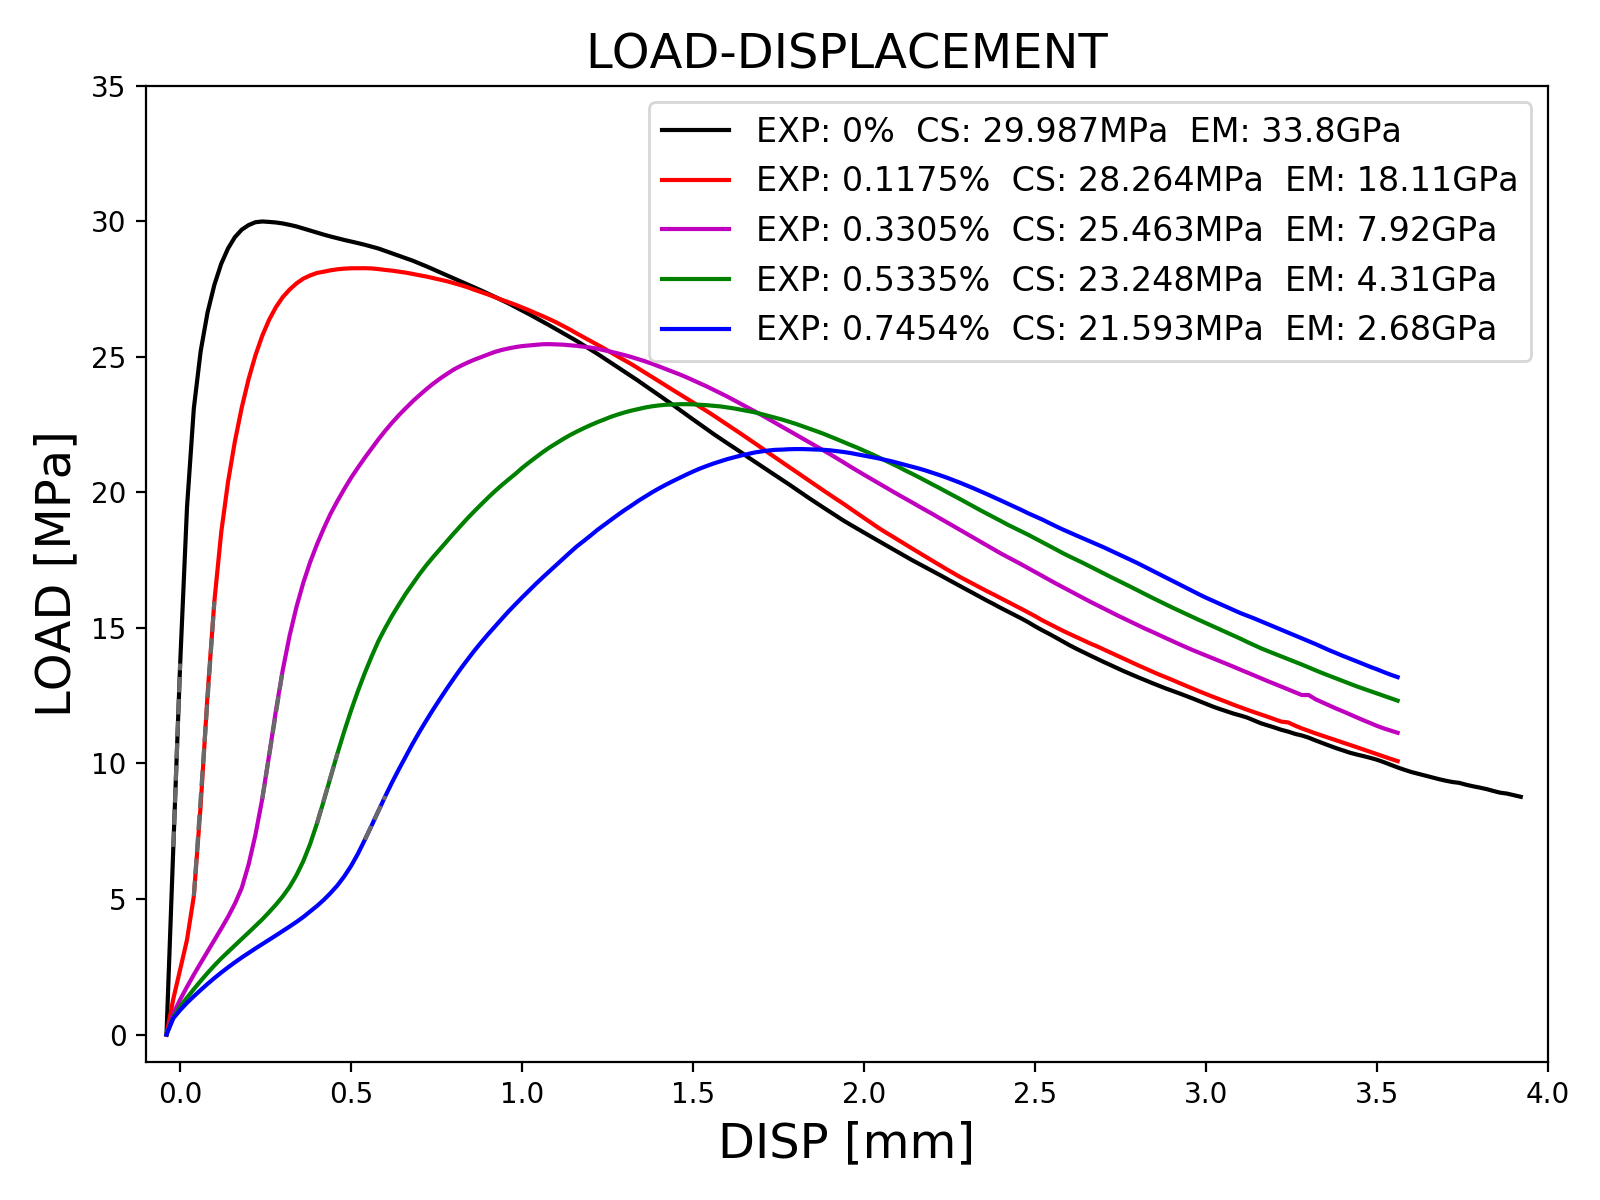 LOAD-DISPLACEMENT
35
30
25
20
15
10
5
0
LOAD [MPa]
EXP: 0%  CS: 29.987MPa  EM: 33.8GPa
EXP: 0.1175%  CS: 28.264MPa  EM: 18.11GPa
EXP: 0.3305%  CS: 25.463MPa  EM: 7.92GPa
EXP: 0.5335%  CS: 23.248MPa  EM: 4.31GPa
EXP: 0.7454%  CS: 21.593MPa  EM: 2.68GPa
0.0 0.5 1.0 1.5 2.0 2.5 3.0 3.5 4.0
DISP [mm]